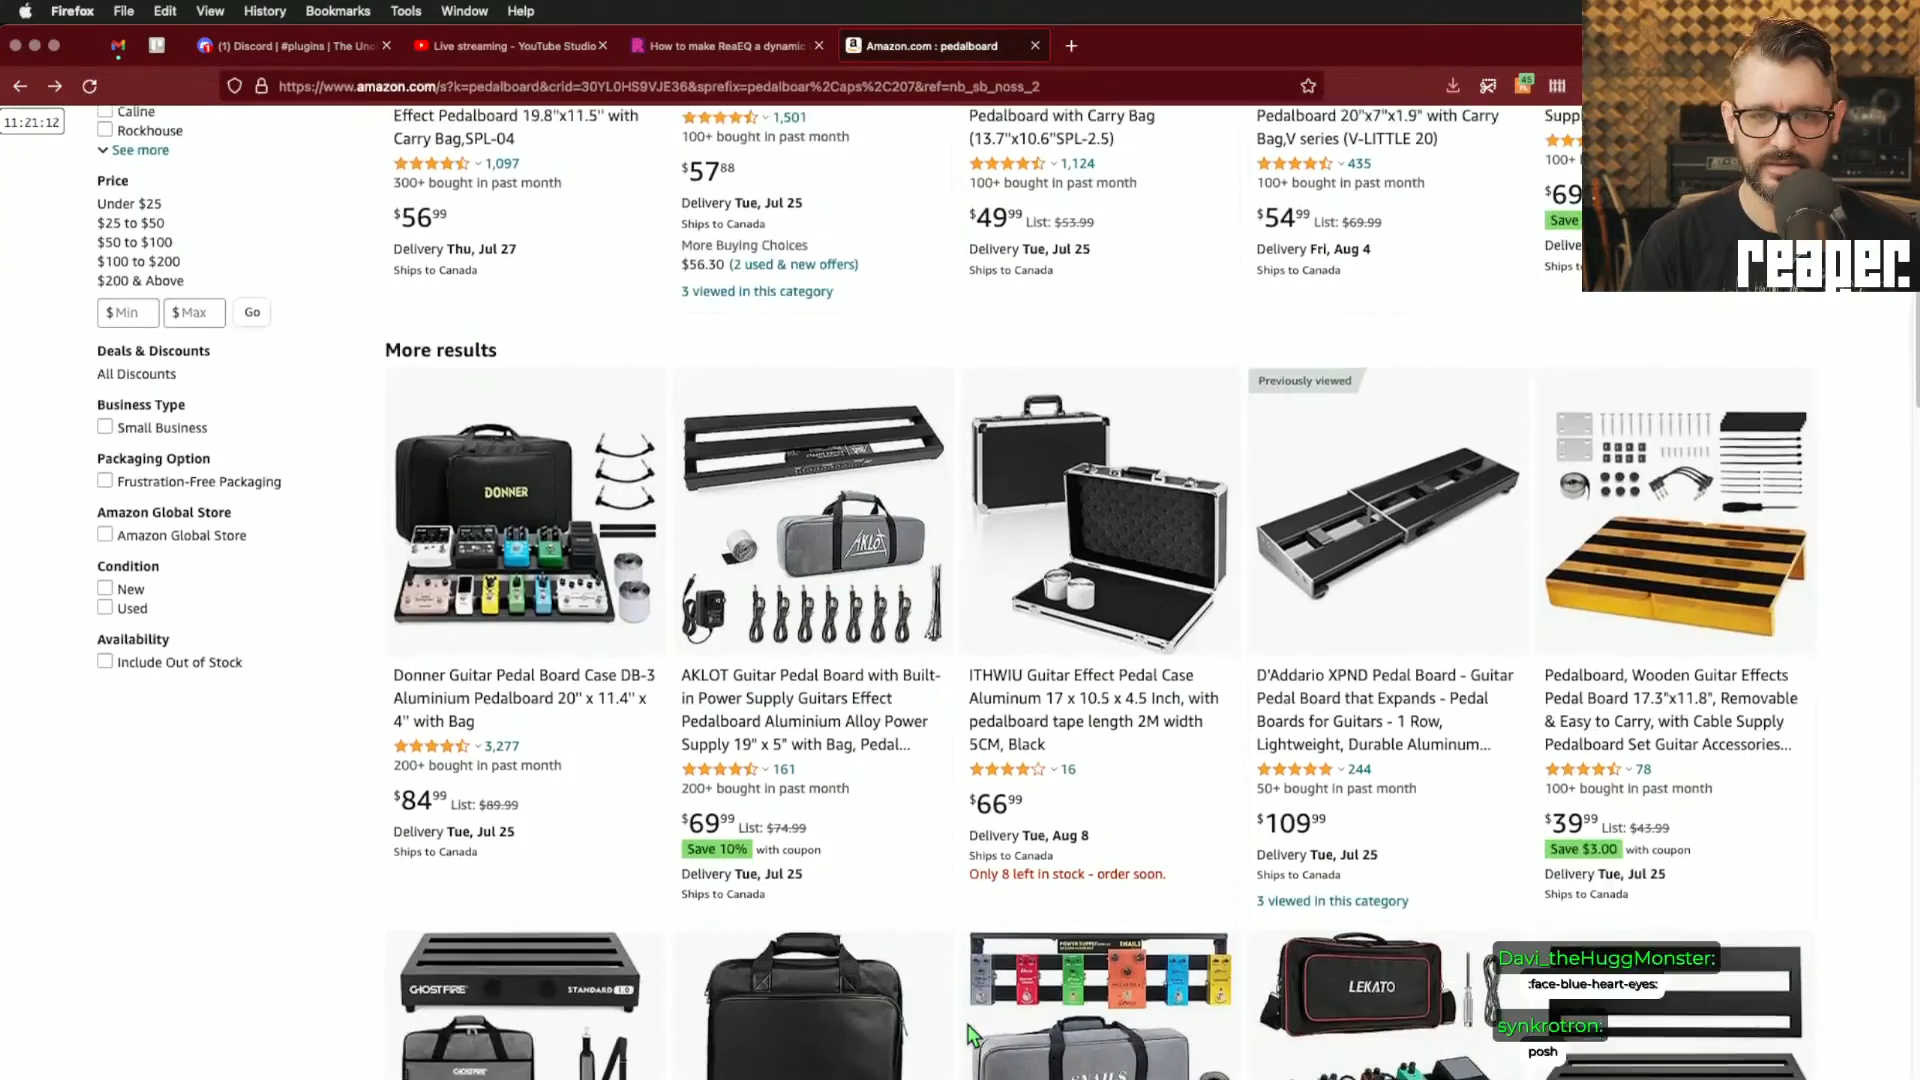 Firefox File Edit View History Bookmarks Tools Window Help
(1) Discord | #plugins | The Uno
Live streaming - YouTube Studio
How to make ReaEQ a dynamic
Amazon.com : pedalboard
https://www.amazon.com/s?k=pedalboard&crid=30YL0HS9VJE36&sprefix=pedalboar%2Caps%2C207&ref=nb_sb_noss_2
45
11:21:12
Caline
Rockhouse
See more
Price
Under $25
$25 to $50
$50 to $100
$100 to $200
$200 & Above
$ Min $ Max Go
Deals & Discounts
All Discounts
Business Type
Small Business
Packaging Option
Frustration-Free Packaging
Amazon Global Store
Amazon Global Store
Condition
New
Used
Availability
Include Out of Stock
Effect Pedalboard 19.8"x11.5" with
Carry Bag,SPL-04
1,097
300+ bought in past month
$56.99
Delivery Thu, Jul 27
Ships to Canada
1,501
100+ bought in past month
$57.88
Delivery Tue, Jul 25
Ships to Canada
More Buying Choices
$56.30 (2 used & new offers)
3 viewed in this category
Pedalboard with Carry Bag
(13.7"x10.6"SPL-2.5)
1,124
100+ bought in past month
$49.99 List: $53.99
Delivery Tue, Jul 25
Ships to Canada
Pedalboard 20"x7"x1.9" with Carry
Bag,V series (V-LITTLE 20)
435
100+ bought in past month
$54.99 List: $69.99
Delivery Fri, Aug 4
Ships to Canada
Supp
100+
$69
Save
Delive
Ships to
reaper.
More results
DONNER
Donner Guitar Pedal Board Case DB-3
Aluminium Pedalboard 20'' x 11.4'' x
4'' with Bag
3,277
200+ bought in past month
$84.99 List: $89.99
Delivery Tue, Jul 25
Ships to Canada
AKLOT
AKLOT Guitar Pedal Board with Built-
in Power Supply Guitars Effect
Pedalboard Aluminium Alloy Power
Supply 19" x 5" with Bag, Pedal...
161
200+ bought in past month
$69.99 List: $74.99
Save 10% with coupon
Delivery Tue, Jul 25
Ships to Canada
ITHWIU Guitar Effect Pedal Case
Aluminum 17 x 10.5 x 4.5 Inch, with
pedalboard tape length 2M width
5CM, Black
16
$66.99
Delivery Tue, Aug 8
Ships to Canada
Only 8 left in stock - order soon.
Previously viewed
D'Addario XPND Pedal Board - Guitar
Pedal Board that Expands - Pedal
Boards for Guitars - 1 Row,
Lightweight, Durable Aluminum...
244
50+ bought in past month
$109.99
Delivery Tue, Jul 25
Ships to Canada
3 viewed in this category
Pedalboard, Wooden Guitar Effects
Pedal Board 17.3"x11.8", Removable
& Easy to Carry, with Cable Supply
Pedalboard Set Guitar Accessories...
78
100+ bought in past month
$39.99 List: $43.99
Save $3.00 with coupon
Delivery Tue, Jul 25
Ships to Canada
GHOSTFIRE STANDARD 1.0
GHOSTFIRE
POWER SUPPLY SNAILS
SNAILS
LEKATO
Davi_theHuggMonster:
:face-blue-heart-eyes:
synkrotron:
posh